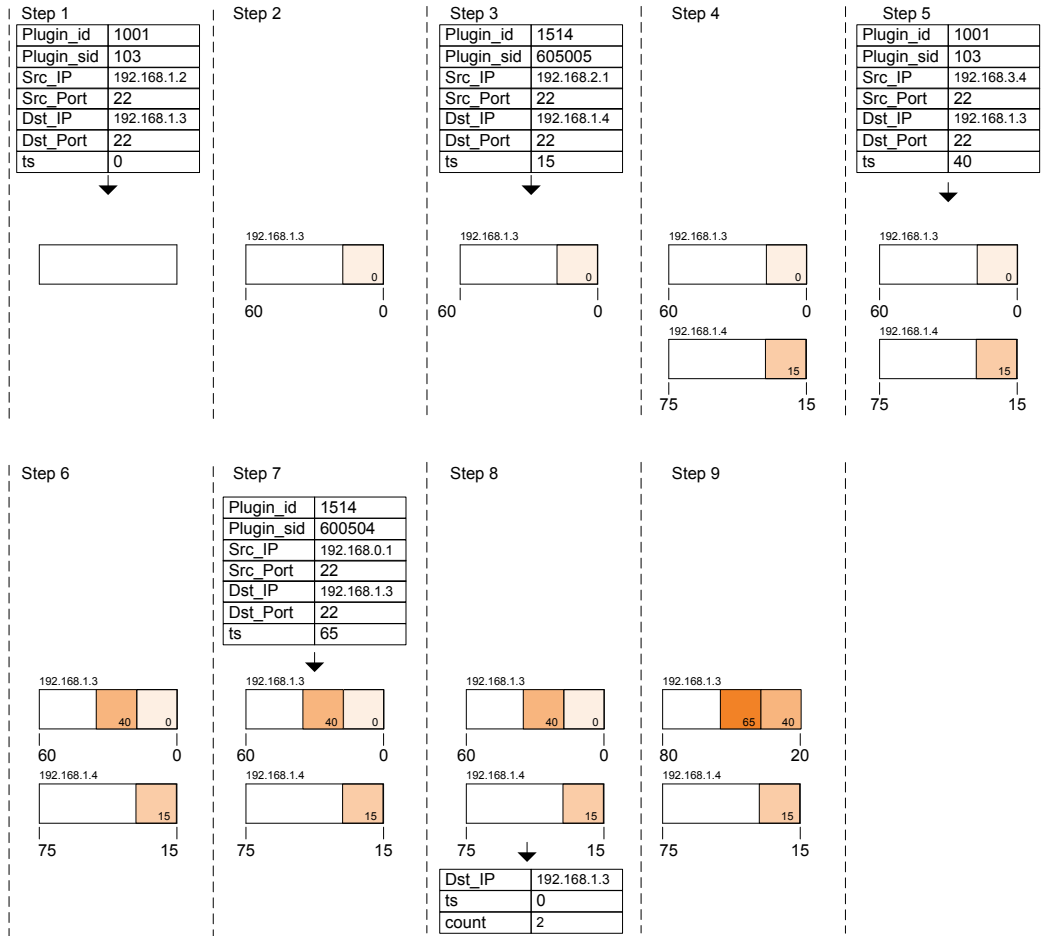 Step 1
Plugin_id 1001
Plugin_sid 103
Src_IP 192.168.1.2
Src_Port 22
Dst_IP 192.168.1.3
Dst_Port 22
ts 0
Step 2
192.168.1.3
0
60 0
Step 3
Plugin_id 1514
Plugin_sid 605005
Src_IP 192.168.2.1
Src_Port 22
Dst_IP 192.168.1.4
Dst_Port 22
ts 15
192.168.1.3
0
60 0
Step 4
192.168.1.3
0
60 0
192.168.1.4
15
75 15
Step 5
Plugin_id 1001
Plugin_sid 103
Src_IP 192.168.3.4
Src_Port 22
Dst_IP 192.168.1.3
Dst_Port 22
ts 40
192.168.1.3
0
60 0
192.168.1.4
15
75 15
Step 6
192.168.1.3
40 0
60 0
192.168.1.4
15
75 15
Step 7
Plugin_id 1514
Plugin_sid 600504
Src_IP 192.168.0.1
Src_Port 22
Dst_IP 192.168.1.3
Dst_Port 22
ts 65
192.168.1.3
40 0
60 0
192.168.1.4
15
75 15
Step 8
192.168.1.3
40 0
60 0
192.168.1.4
15
75 15
Dst_IP 192.168.1.3
ts 0
count 2
Step 9
192.168.1.3
65 40
80 20
192.168.1.4
15
75 15